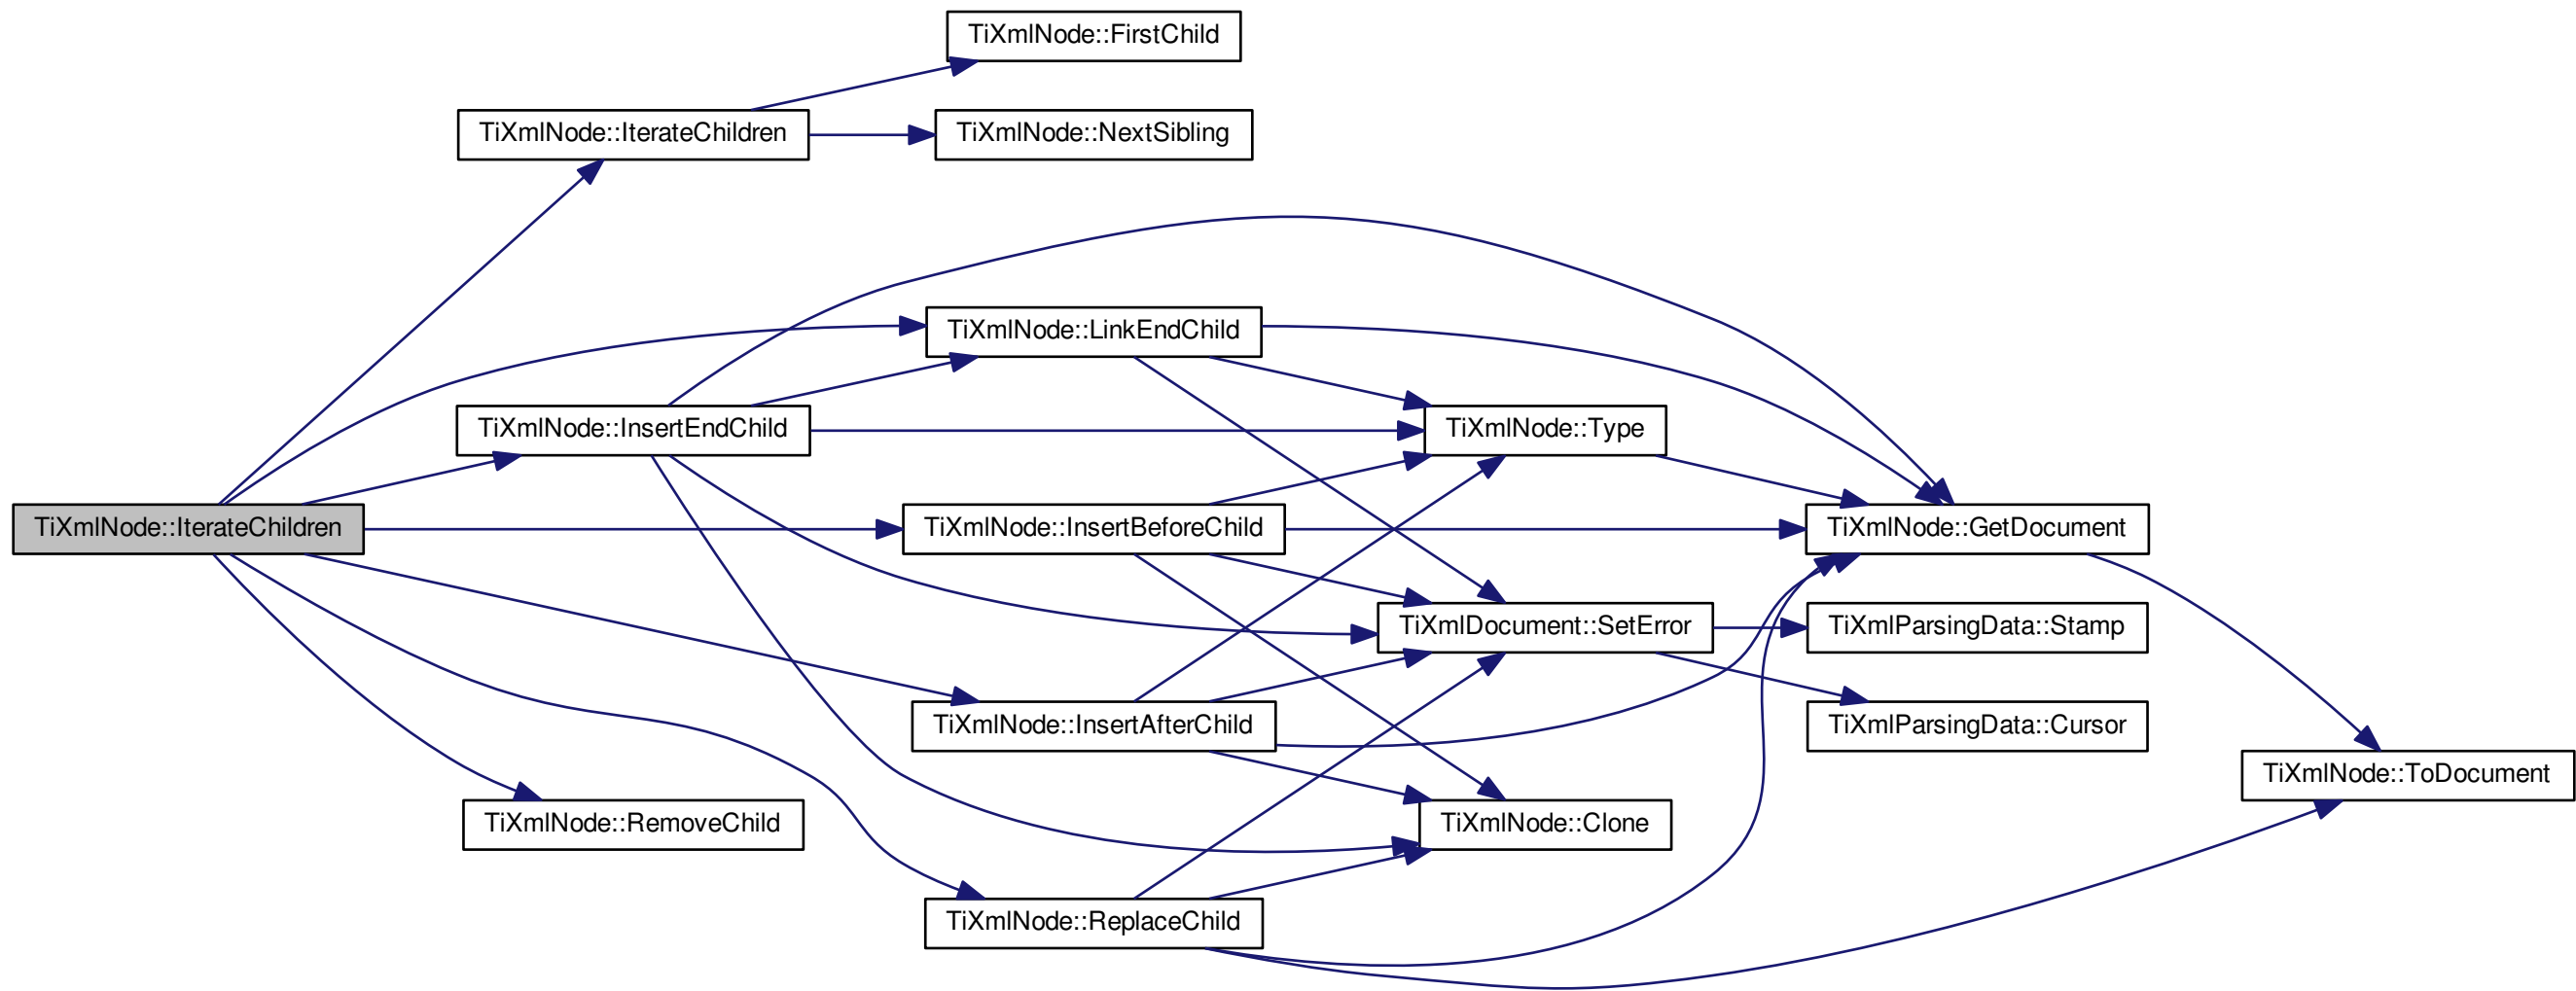 TiXmlNode::FirstChild
TiXmlNode::IterateChildren
TiXmlNode::NextSibling
TiXmlNode::LinkEndChild
TiXmlNode::InsertEndChild
TiXmlNode::Type
TiXmlNode::IterateChildren
TiXmlNode::InsertBeforeChild
TiXmlNode::GetDocument
TiXmlDocument::SetError
TiXmlParsingData::Stamp
TiXmlNode::InsertAfterChild
TiXmlParsingData::Cursor
TiXmlNode::ToDocument
TiXmlNode::RemoveChild
TiXmlNode::Clone
TiXmlNode::ReplaceChild